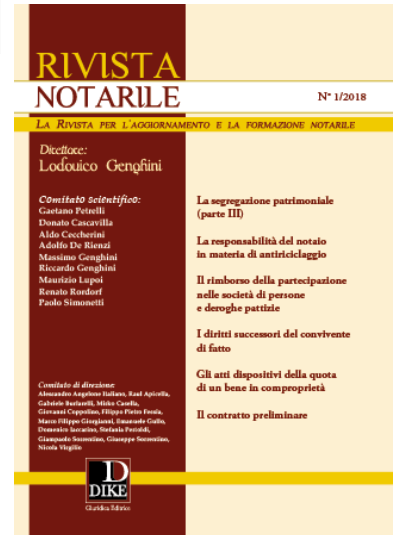 RIVISTA
NOTARILE
N° 1/2018
LA RIVISTA PER L'AGGIORNAMENTO E LA FORMAZIONE NOTARILE
Direttore:
Lodovico Genghini
Comitato scientifico:
Gaetano Petrelli
Donato Cascavilla
Aldo Ceccherini
Adolfo De Rienzi
Massimo Genghini
Riccardo Genghini
Maurizio Lupoi
Renato Rordorf
Paolo Simonetti
La segregazione patrimoniale
(parte III)
La responsabilità del notaio
in materia di antiriciclaggio
Il rimborso della partecipazione
nelle società di persone
e deroghe pattizie
I diritti successori del convivente
di fatto
Gli atti dispositivi della quota
di un bene in comproprietà
Il contratto preliminare
Comitato di direzione:
Alessandro Angelone Italiano, Raul Apicella,
Gabriele Burlarelli, Mirko Casella,
Giovanni Coppolino, Filippo Pietro Fecsia,
Marco Filippo Giorgianni, Emanuele Gullo,
Domenico Iaccarino, Stefania Pertoldi,
Giampaolo Sorrentino, Giuseppe Sorrentino,
Nicola Virgilio
D
DIKE
Giuridica Editrice